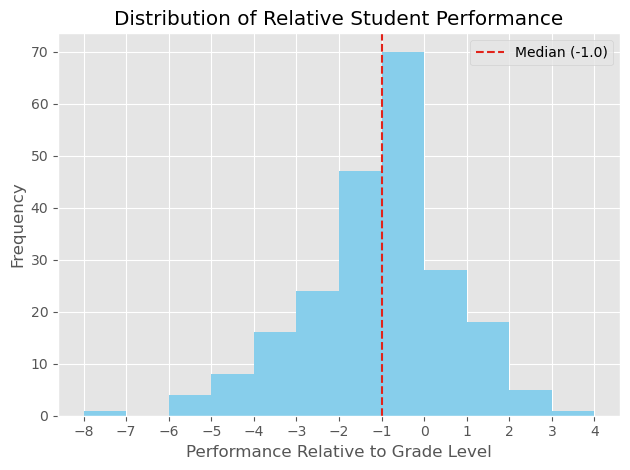 Distribution of Relative Student Performance
Median (-1.0)
70
60
50
40
30
20
10
0
Frequency
−8 −7 −6 −5 −4 −3 −2 −1 0 1 2 3 4
Performance Relative to Grade Level